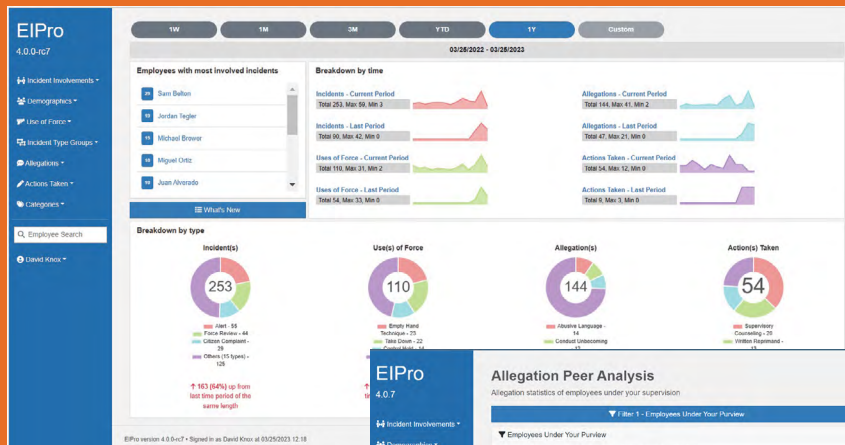 EIPro
4.0.0-rc7
Incident Involvements
Demographics
Use of Force
Incident Type Groups
Allegations
Actions Taken
Categories
Employee Search
David Knox
1W 1M 3M YTD 1Y Custom
03/25/2022 - 03/25/2023
Employees with most involved incidents
Sam Belton
Jordan Tegler
Michael Brower
Miguel Ortiz
Juan Alverado
What's New
Breakdown by time
Incidents - Current Period
Total 253, Max 59, Min 3
Incidents - Last Period
Total 90, Max 42, Min 0
Uses of Force - Current Period
Total 110, Max 31, Min 2
Uses of Force - Last Period
Total 54, Max 33, Min 0
Allegations - Current Period
Total 144, Max 41, Min 2
Allegations - Last Period
Total 47, Max 21, Min 0
Actions Taken - Current Period
Total 54, Max 12, Min 0
Actions Taken - Last Period
Total 9, Max 3, Min 0
Breakdown by type
Incident(s)
253
Alert - 55
Force Review - 44
Citizen Complaint -
Others (15 types) -
↑ 163 (64%) up from
last time period of the
same length
Use(s) of Force
110
Empty Hand
Technique - 23
Take Down - 22
Allegation(s)
144
Abusive Language -
14
Conduct Unbecoming
Action(s) Taken
54
Supervisory
Counseling - 20
Written Reprimand -
EIPro version 4.0.0-rc7 • Signed in as David Knox at 03/25/2023 12:18
EIPro
4.0.7
Incident Involvements
Demographics
Allegation Peer Analysis
Allegation statistics of employees under your supervision
Filter 1 - Employees Under Your Purview
Employees Under Your Purview